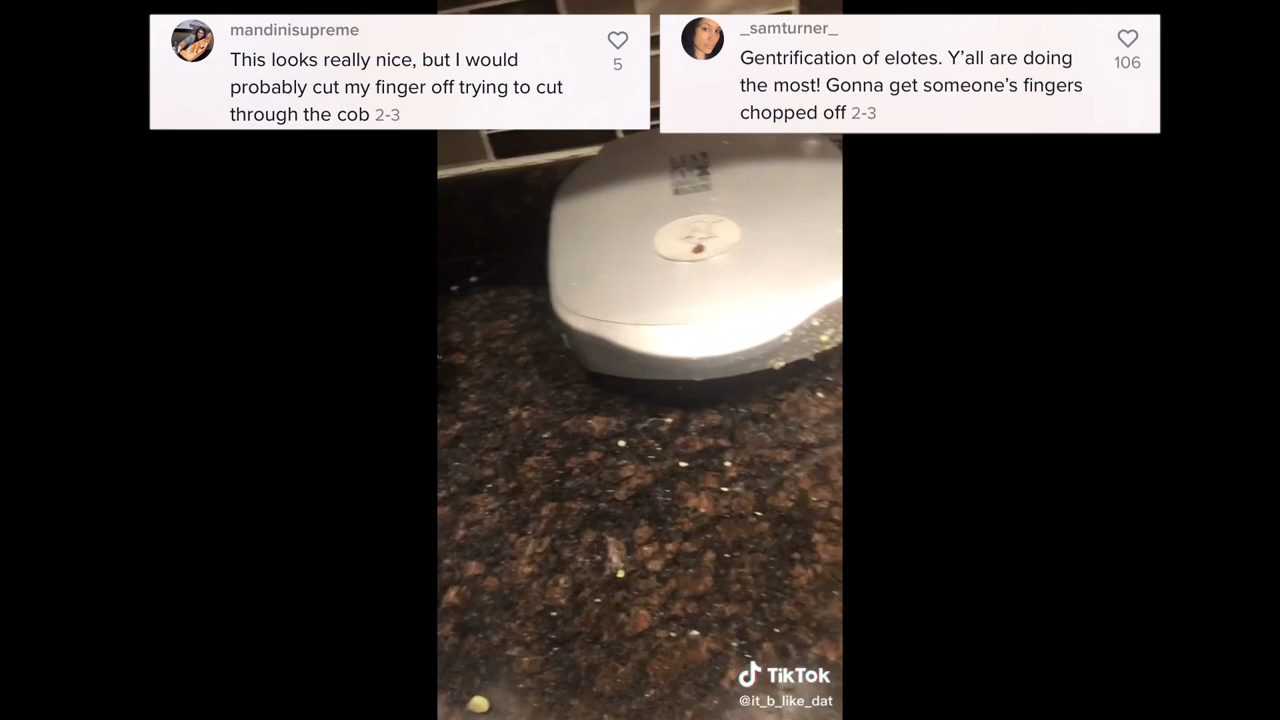 mandinisupreme
This looks really nice, but I would
probably cut my finger off trying to cut
through the cob 2-3
5
_samturner_
Gentrification of elotes. Y’all are doing
the most! Gonna get someone’s fingers
chopped off 2-3
106
TikTok
@it_b_like_dat